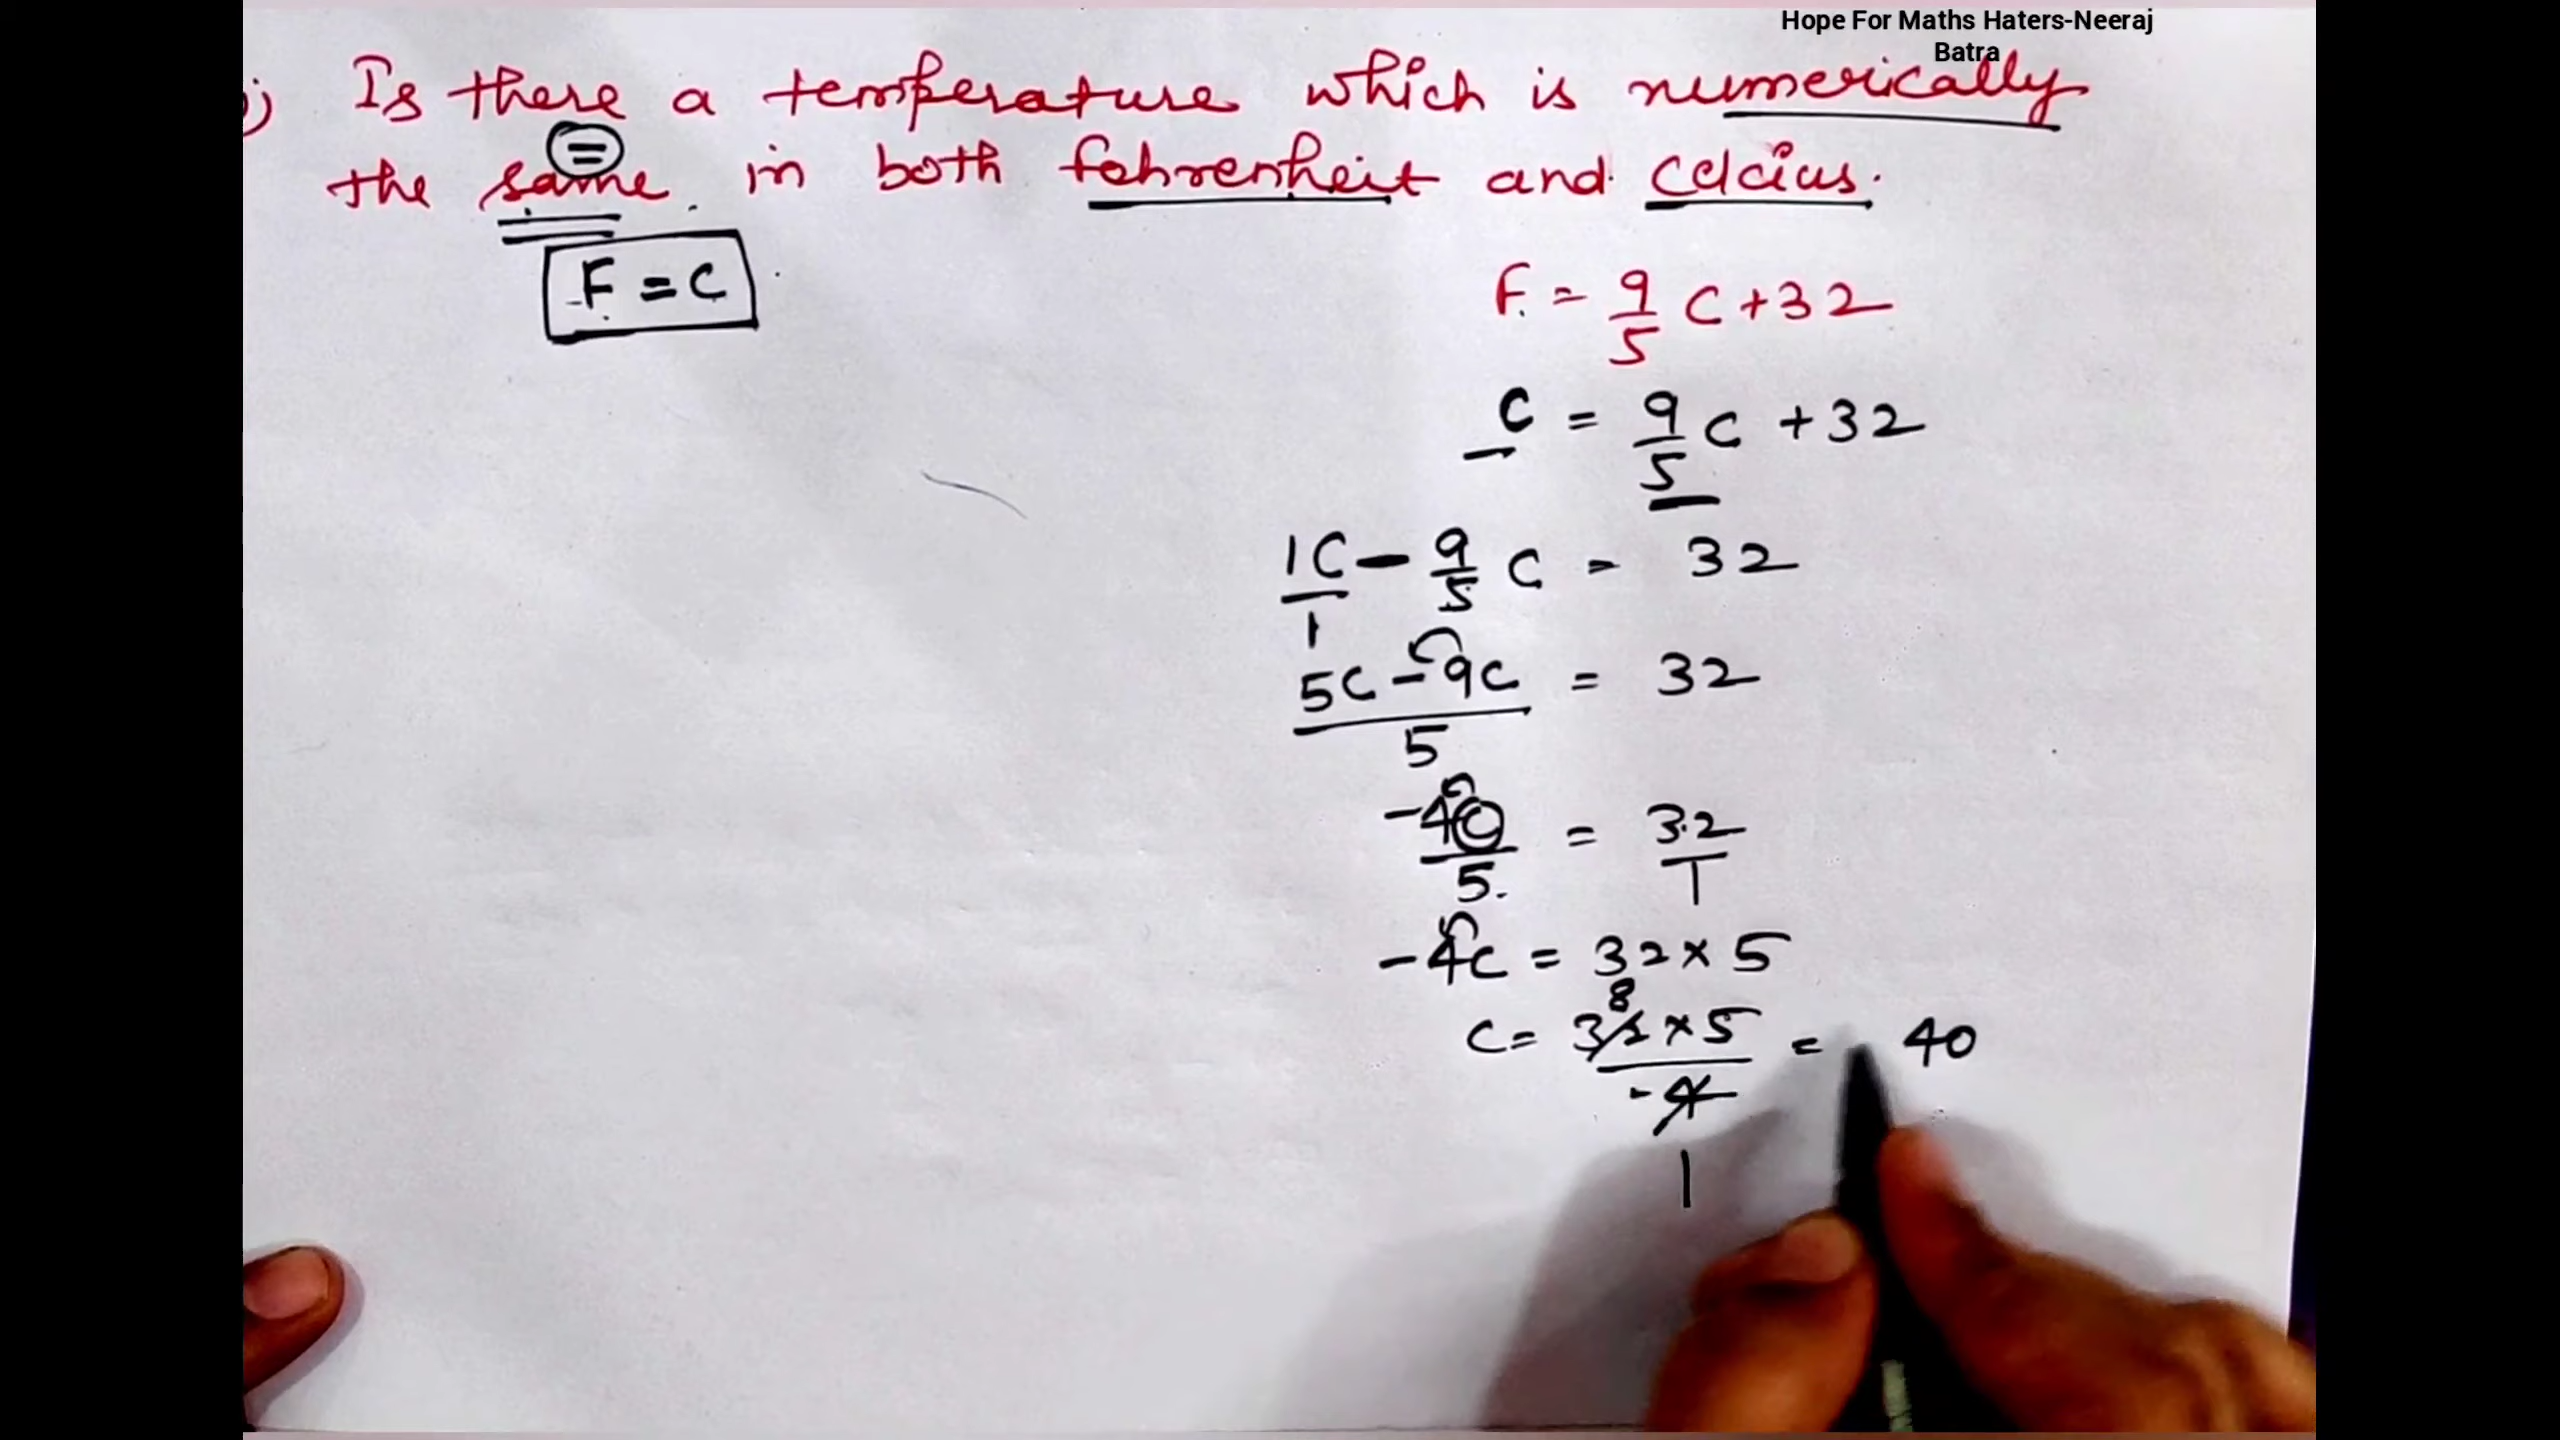 Hope For Maths Haters-Neeraj
Batra
Is there a temperature which is numerically
=
the same in both fahrenheit and celcius.
F = C
F = 9/5 C + 32
C = 9/5 C + 32
1C/1 - 9/5 C = 32
5C - 9C / 5 = 32
-4C/5 = 32/1
-4C = 32 × 5
8
C = 32 × 5 / -4 = 40
1